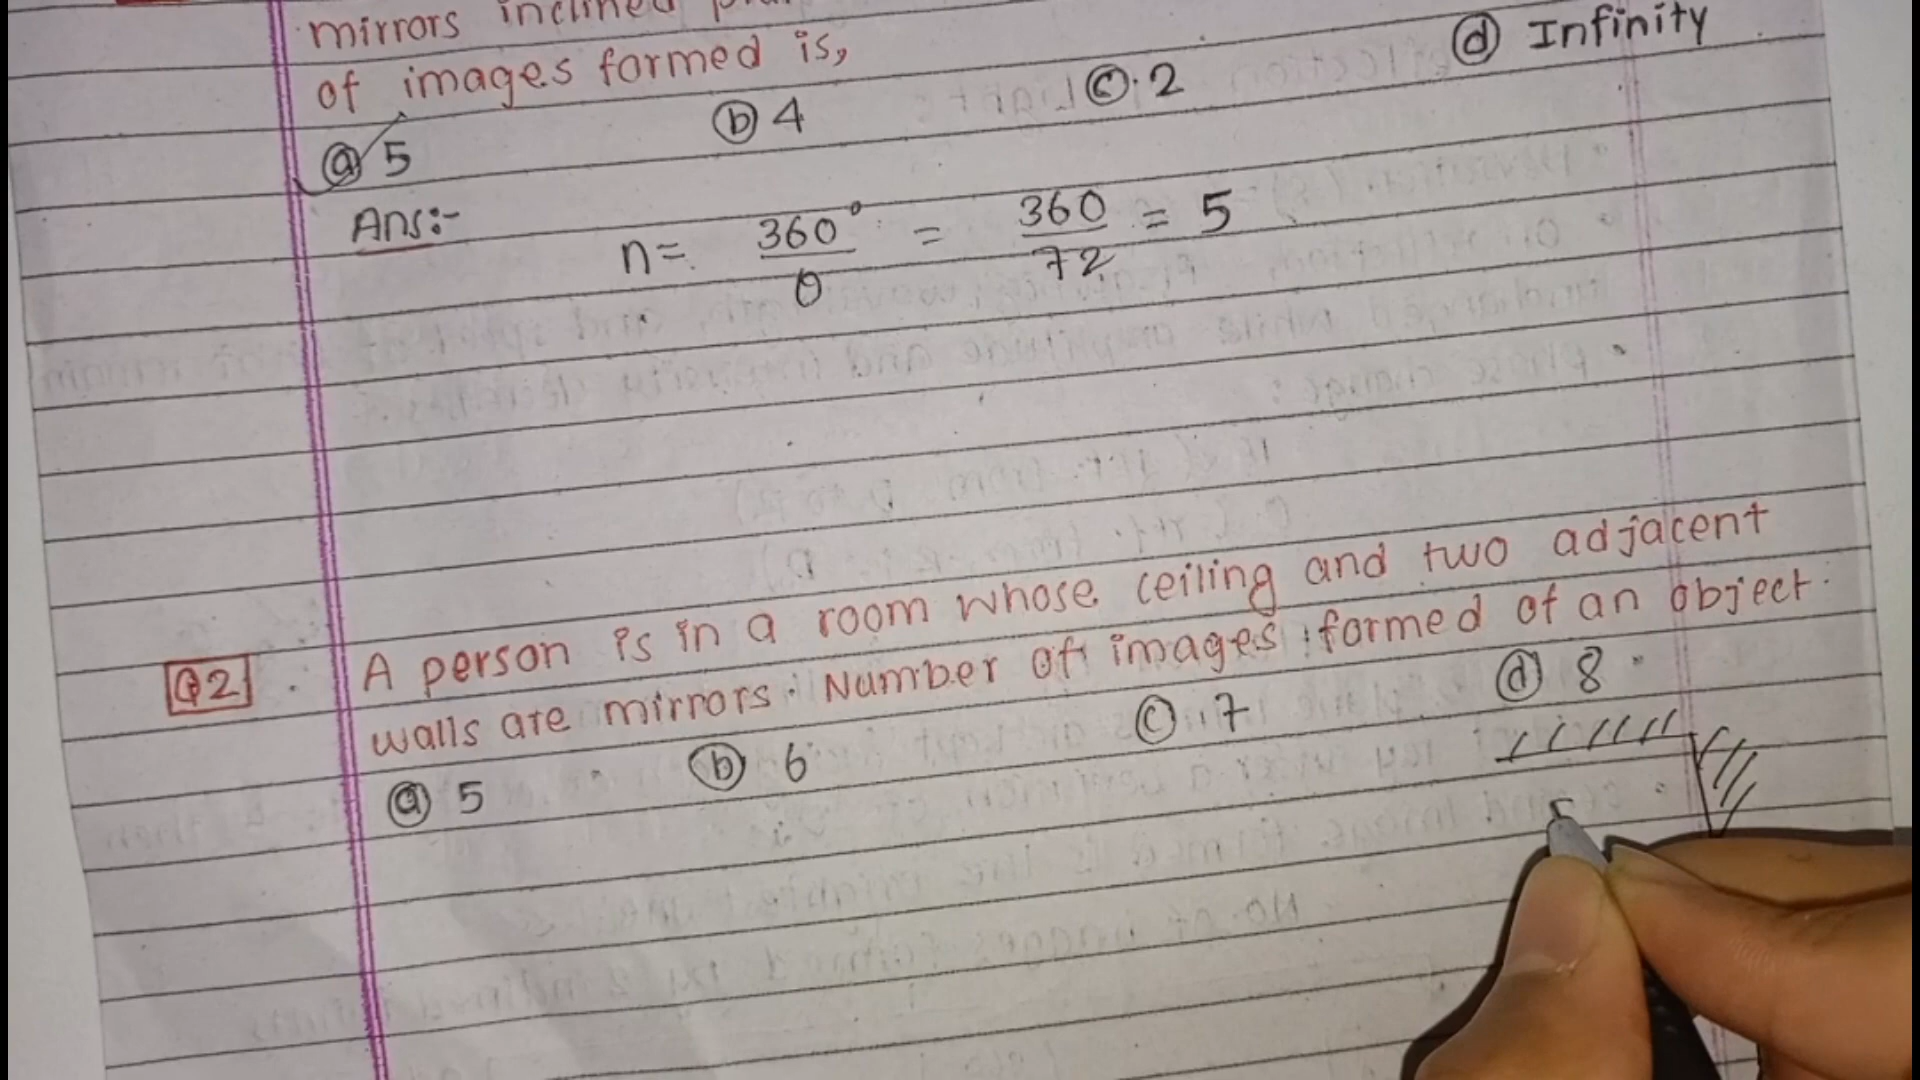 mirrors inclined
of images formed is,
(a) 5 (b) 4 (c) 2 (d) Infinity
Ans:- n = 360° / θ = 360 / 72 = 5
Q2. A person is in a room whose ceiling and two adjacent
walls are mirrors. Number of images formed of an object.
(a) 5 (b) 6 (c) 7 (d) 8